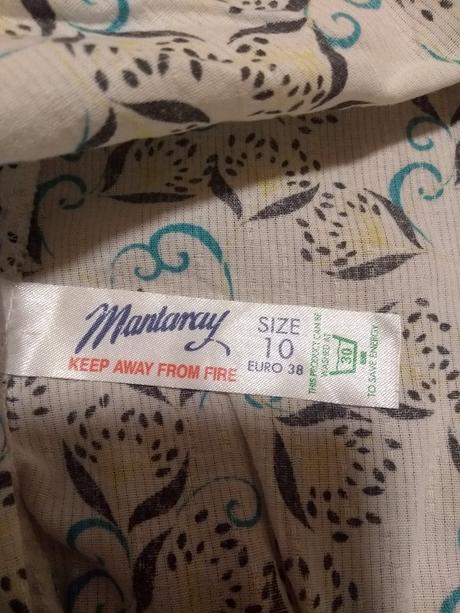 Mantaray
KEEP AWAY FROM FIRE
SIZE
10
EURO 38
THIS PRODUCT CAN BE
WASHED AT
30
TO SAVE ENERGY